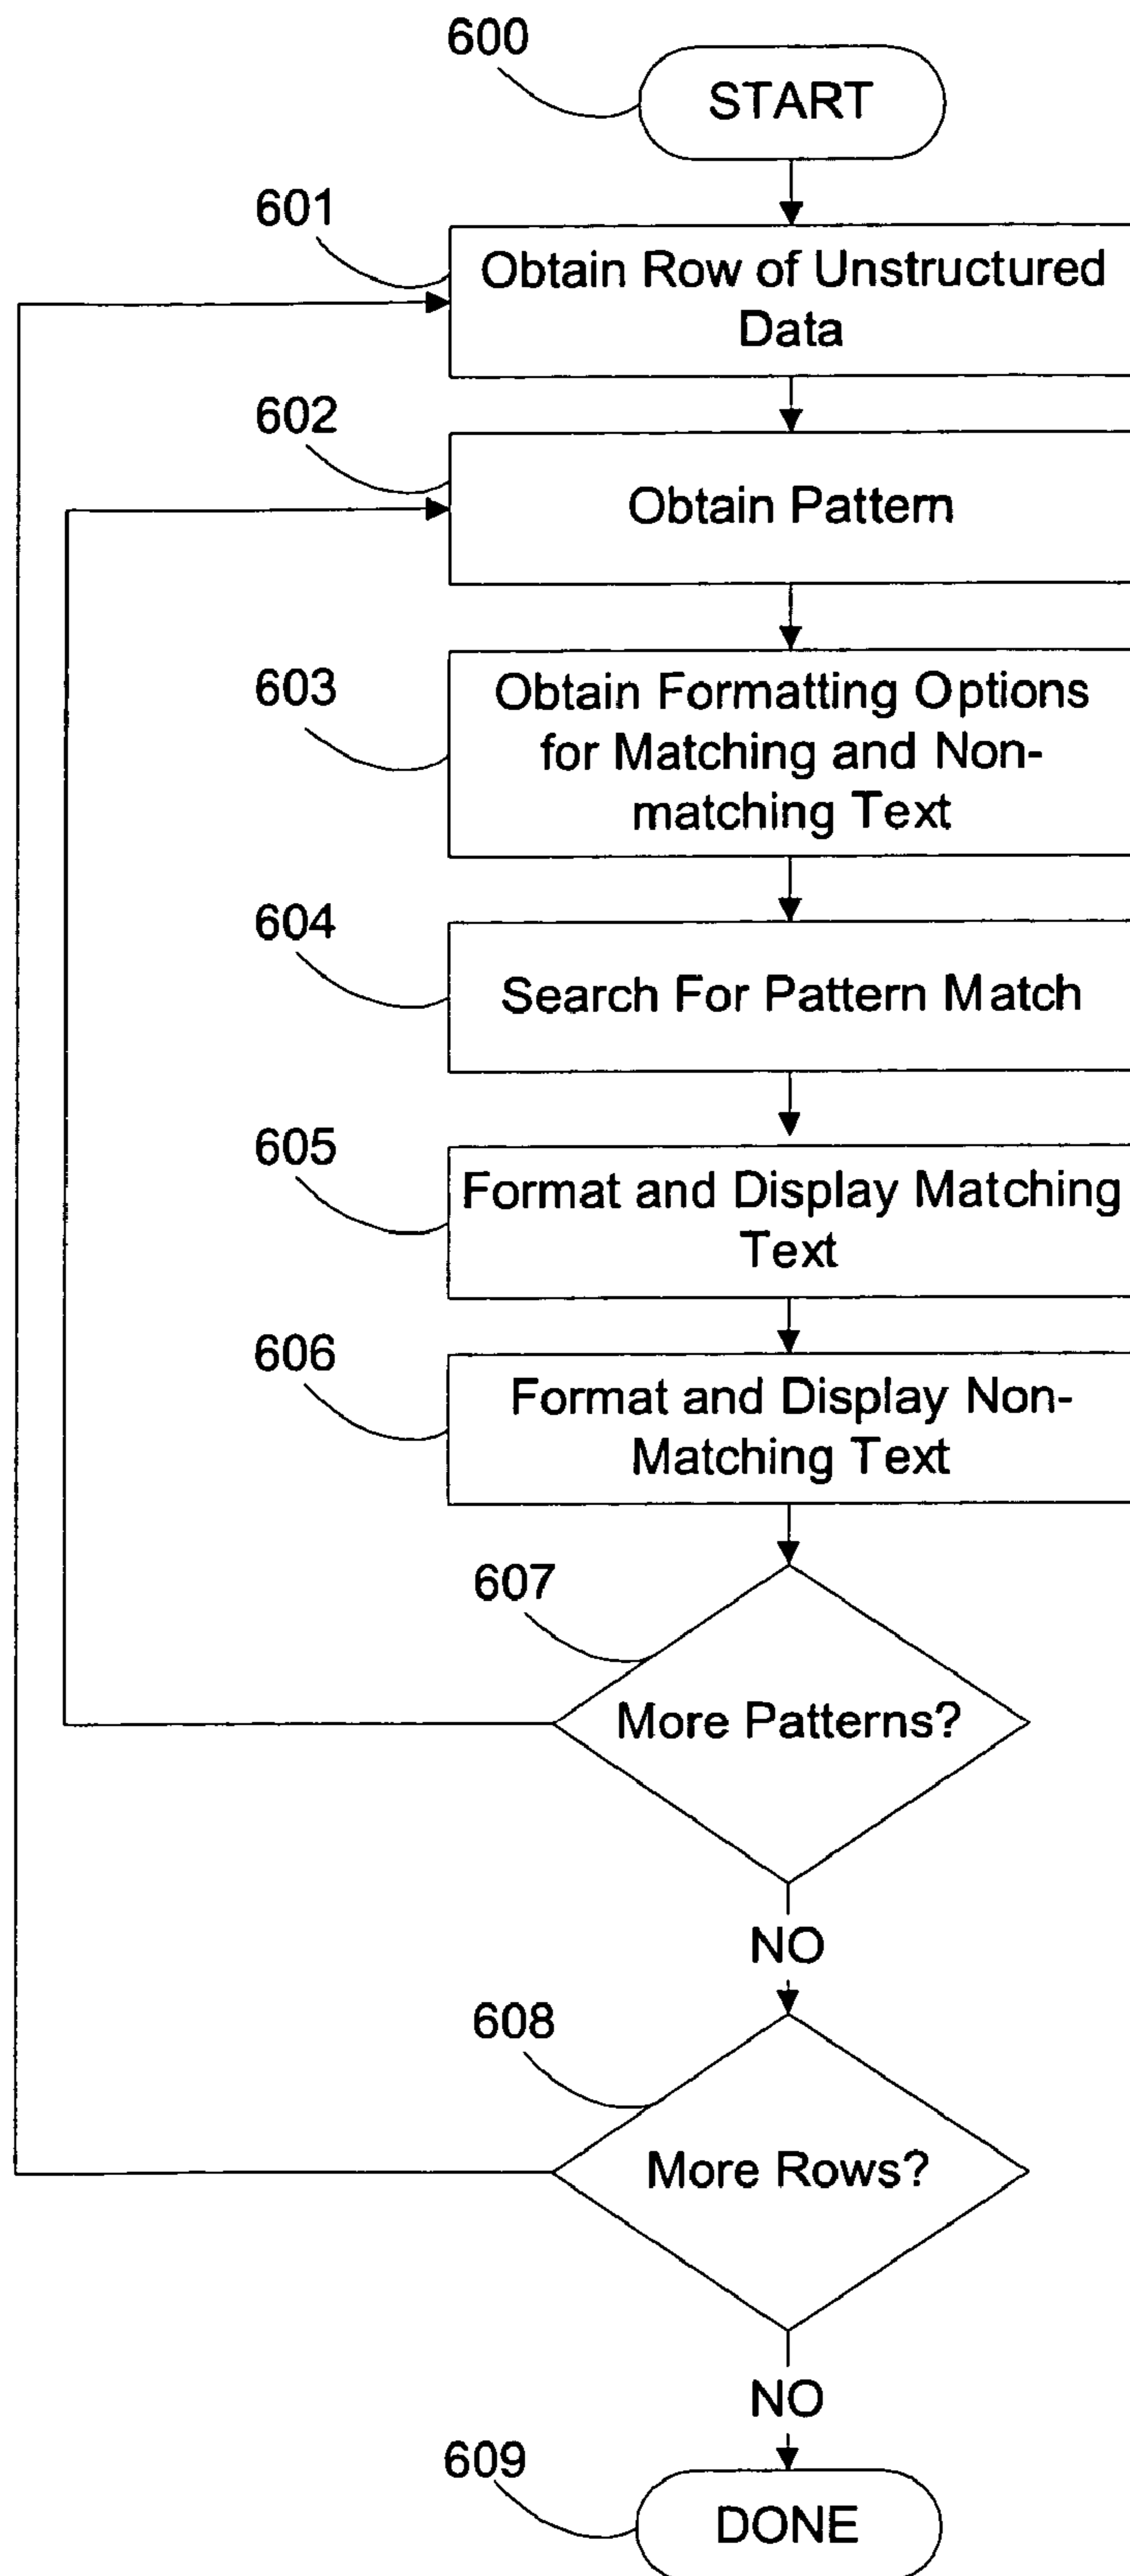 600
START
601
Obtain Row of Unstructured
Data
602
Obtain Pattern
603
Obtain Formatting Options
for Matching and Non-
matching Text
604
Search For Pattern Match
605
Format and Display Matching
Text
606
Format and Display Non-
Matching Text
607
More Patterns?
NO
608
More Rows?
NO
609
DONE